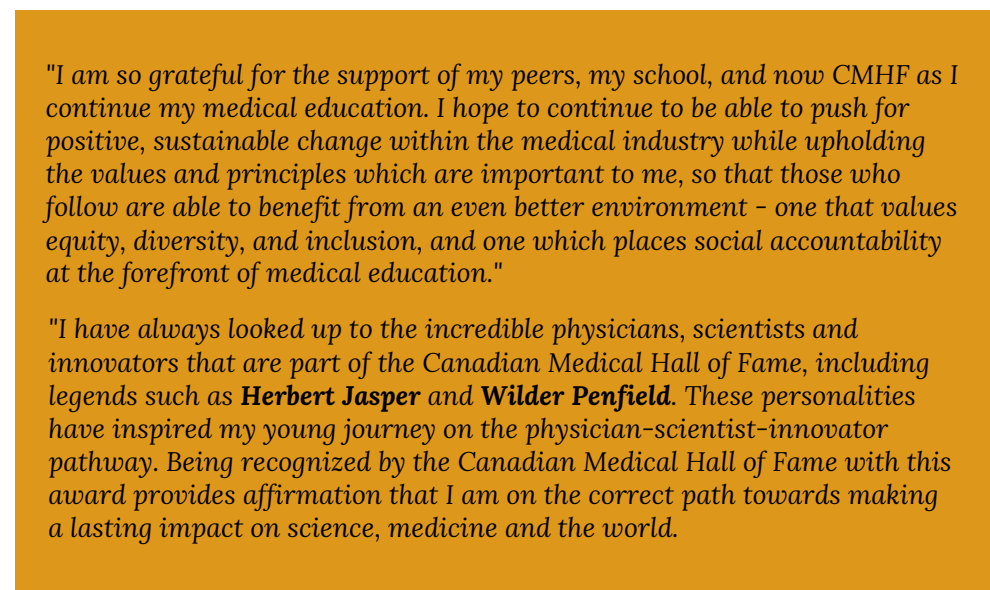 "I am so grateful for the support of my peers, my school, and now CMHF as I
continue my medical education. I hope to continue to be able to push for
positive, sustainable change within the medical industry while upholding
the values and principles which are important to me, so that those who
follow are able to benefit from an even better environment - one that values
equity, diversity, and inclusion, and one which places social accountability
at the forefront of medical education."
"I have always looked up to the incredible physicians, scientists and
innovators that are part of the Canadian Medical Hall of Fame, including
legends such as Herbert Jasper and Wilder Penfield. These personalities
have inspired my young journey on the physician-scientist-innovator
pathway. Being recognized by the Canadian Medical Hall of Fame with this
award provides affirmation that I am on the correct path towards making
a lasting impact on science, medicine and the world.